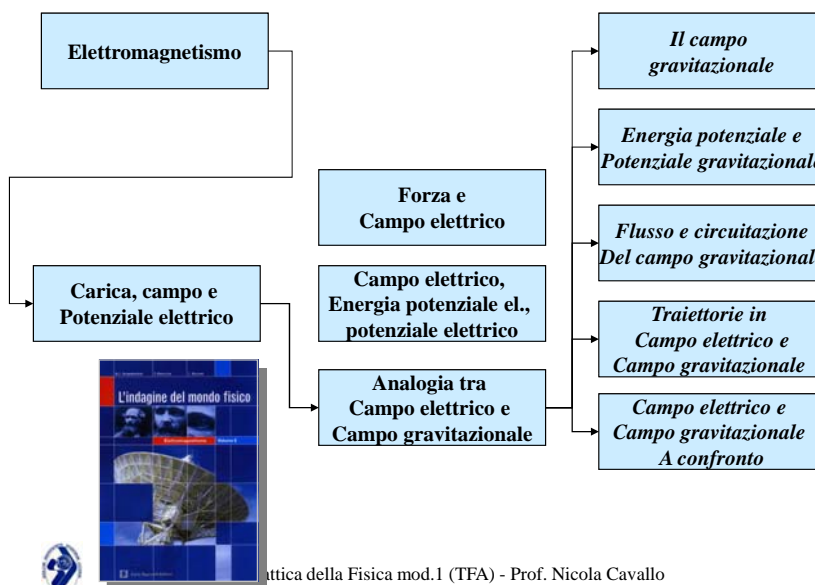 Elettromagnetismo
Carica, campo e
Potenziale elettrico
Forza e
Campo elettrico
Campo elettrico,
Energia potenziale el.,
potenziale elettrico
Analogia tra
Campo elettrico e
Campo gravitazionale
Il campo
gravitazionale
Energia potenziale e
Potenziale gravitazional
Flusso e circuitazione
Del campo gravitazional
Traiettorie in
Campo elettrico e
Campo gravitazionale
Campo elettrico e
Campo gravitazionale
A confronto
L'indagine del mondo fisico
Elettromagnetismo
attica della Fisica mod.1 (TFA) - Prof. Nicola Cavallo